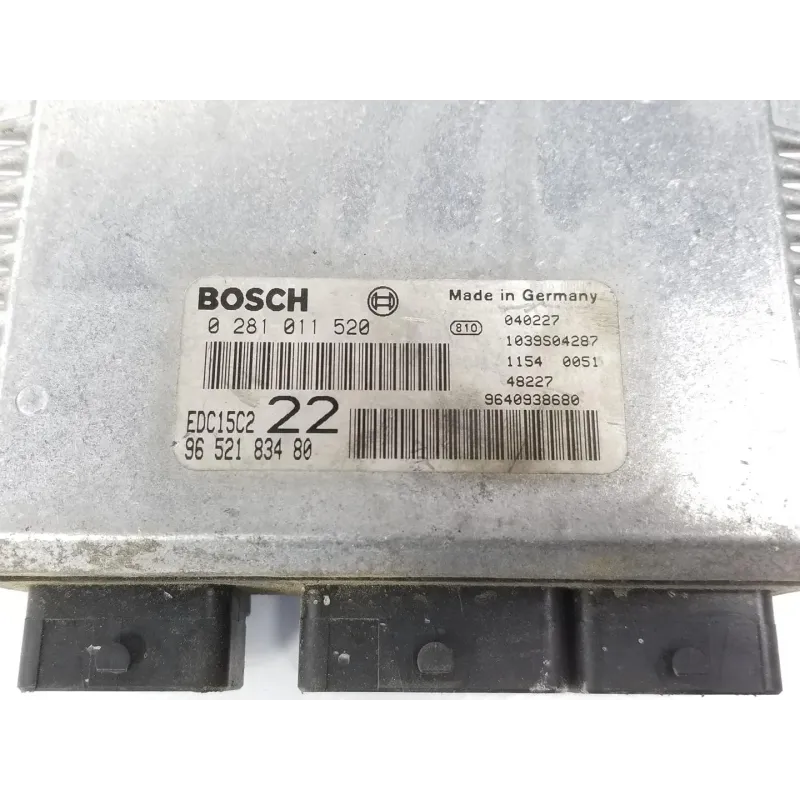 BOSCH
0 281 011 520
EDC15C2 22
96 521 834 80
Made in Germany
810 040227
1039S04287
1154 0051
48227
9640938680